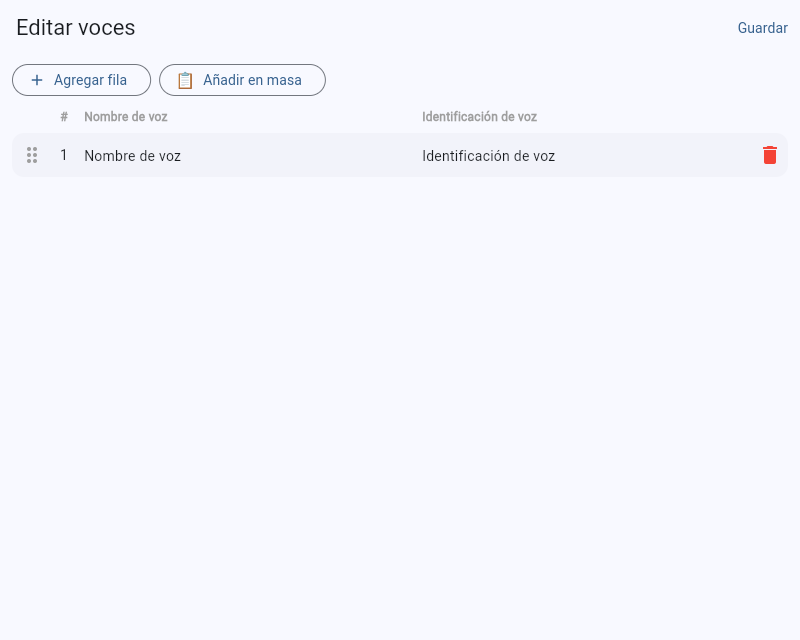 Editar voces
Guardar
Agregar fila
Añadir en masa
# Nombre de voz Identificación de voz
1 Nombre de voz Identificación de voz